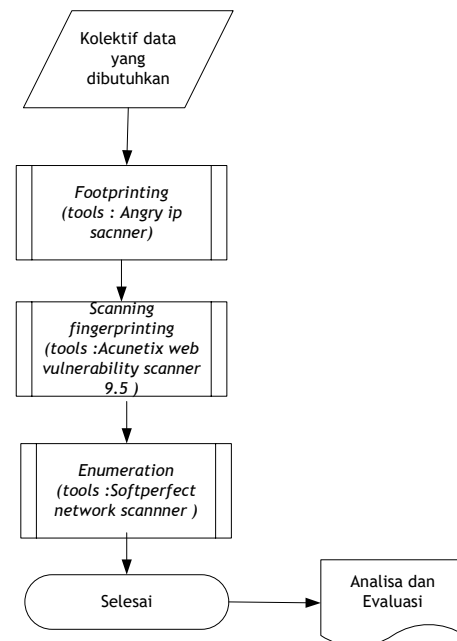 Kolektif data
yang
dibutuhkan
Footprinting
(tools : Angry ip
sacnner)
Scanning
fingerprinting
(tools :Acunetix web
vulnerability scanner
9.5 )
Enumeration
(tools :Softperfect
network scannner )
Selesai
Analisa dan
Evaluasi